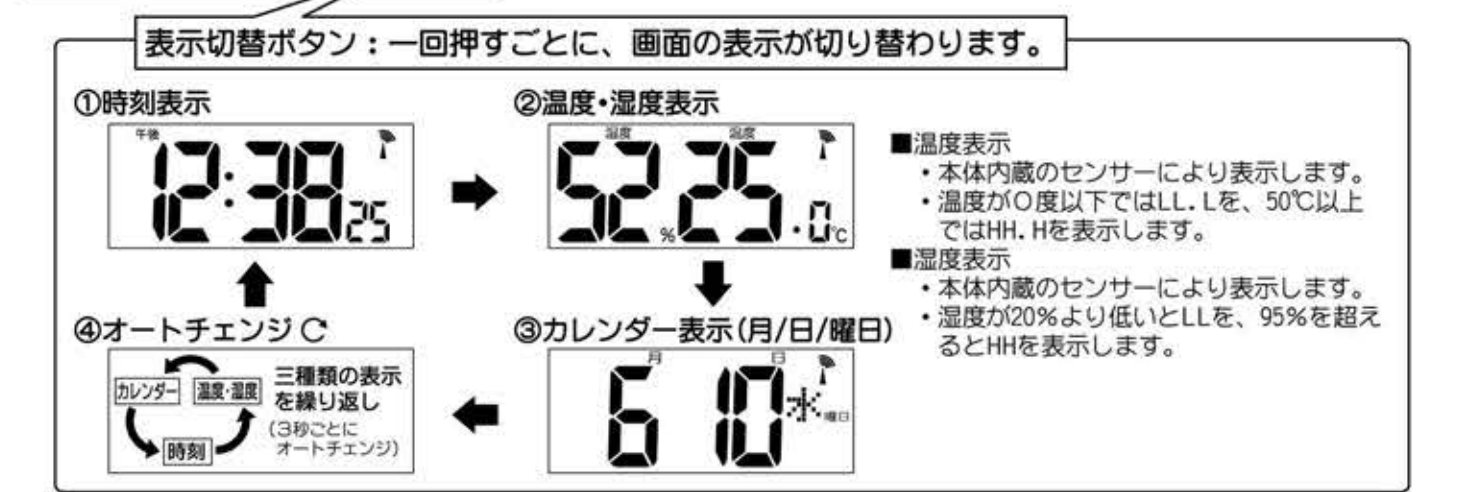 表示切替ボタン：一回押すごとに、画面の表示が切り替わります。
①時刻表示
午後
12:38 25
②温度・湿度表示
湿度 温度
52% 25.0℃
■温度表示
・本体内蔵のセンサーにより表示します。
・温度が０度以下ではLL.Lを、50℃以上
ではHH.Hを表示します。
■湿度表示
・本体内蔵のセンサーにより表示します。
・湿度が20%より低いとLLを、95%を超え
るとHHを表示します。
③カレンダー表示(月/日/曜日)
月 日
6 10 水曜日
④オートチェンジ
カレンダー 温度・湿度
時刻
三種類の表示
を繰り返し
(3秒ごとに
オートチェンジ)